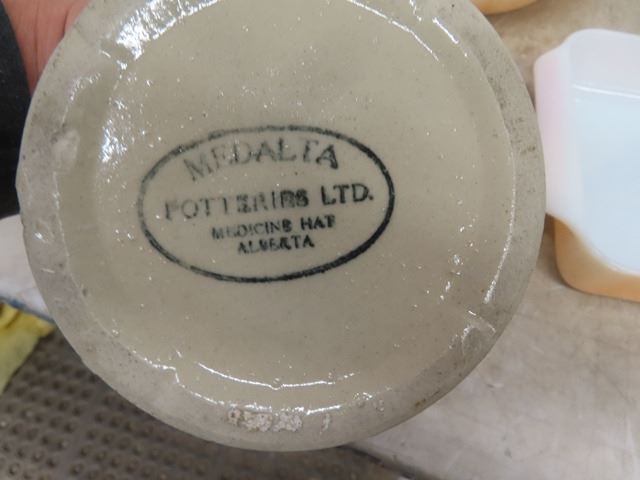 MEDALTA
POTTERIES LTD.
MEDICINE HAT
ALBERTA